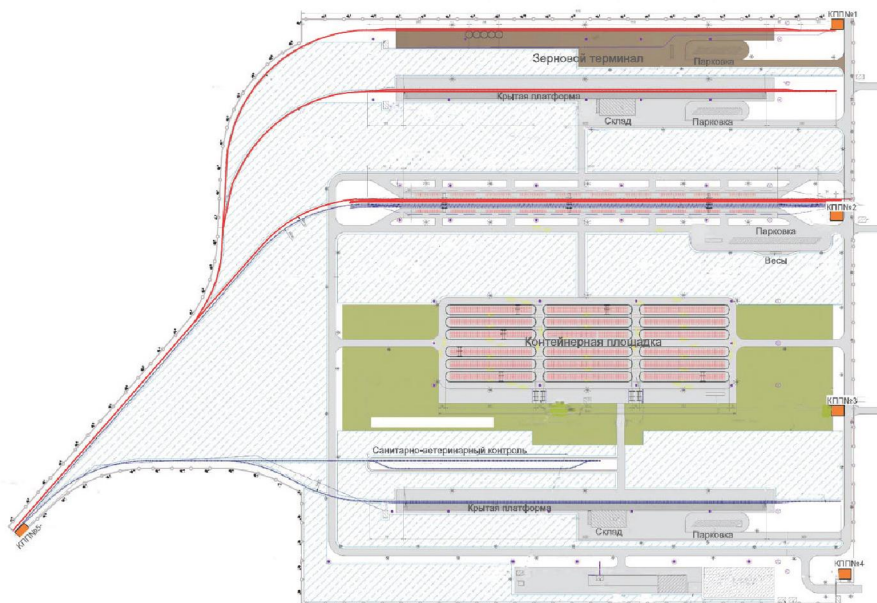 КПП№1
Зерновой терминал
Парковка
Крытая платформа
Склад
Парковка
КПП№2
Парковка
Весы
Контейнерная площадка
КПП№3
Санитарно-ветеринарный контроль
Крытая платформа
Склад
Парковка
КПП№5
КПП№4